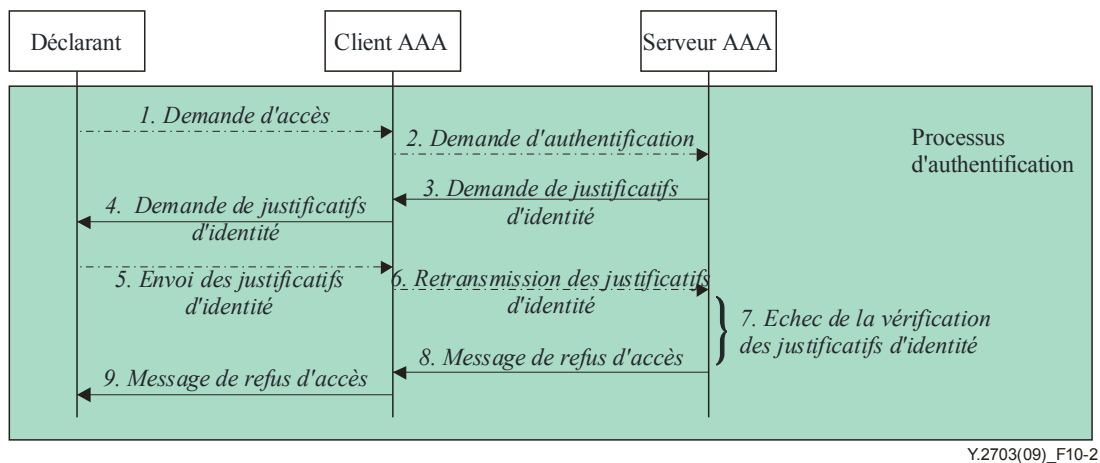 Déclarant
Client AAA
Serveur AAA
1. Demande d'accès
2. Demande d'authentification
Processus
d'authentification
3. Demande de justificatifs
d'identité
4. Demande de justificatifs
d'identité
5. Envoi des justificatifs
d'identité
6. Retransmission des justificatifs
d'identité
7. Echec de la vérification
des justificatifs d'identité
8. Message de refus d'accès
9. Message de refus d'accès
Y.2703(09)_F10-2